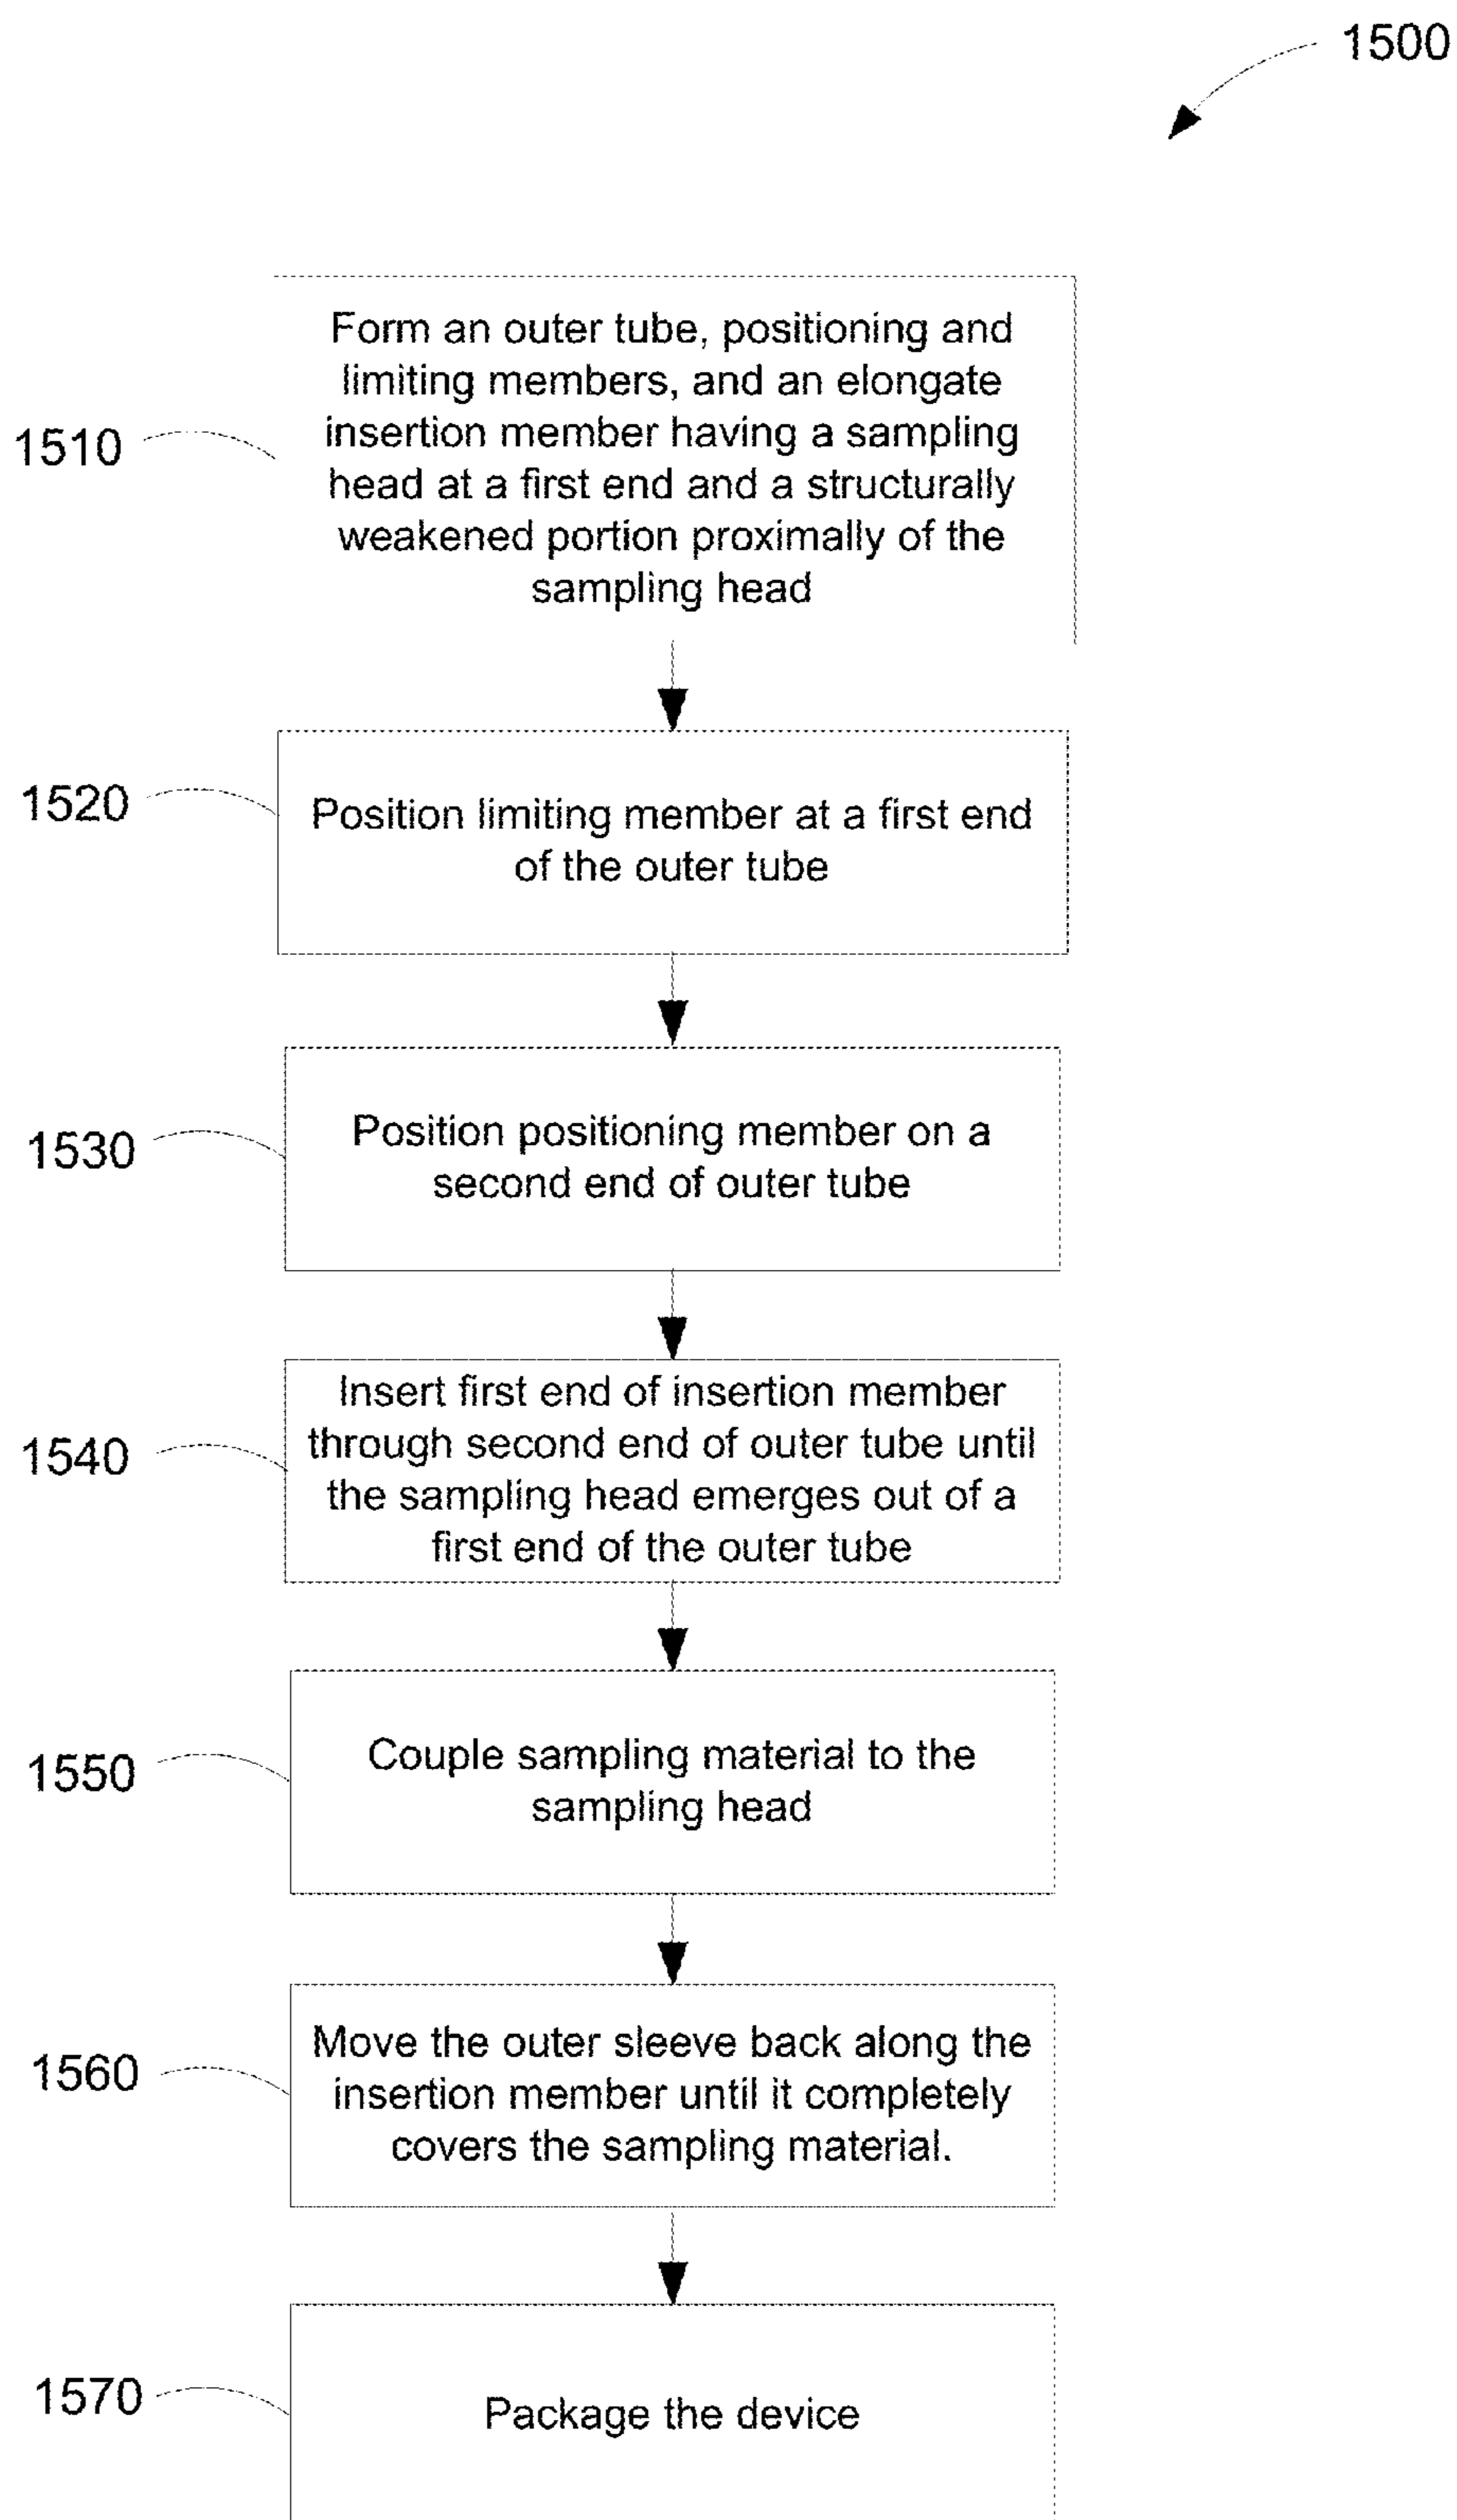 1500
1510
Form an outer tube, positioning and
limiting members, and an elongate
insertion member having a sampling
head at a first end and a structurally
weakened portion proximally of the
sampling head
1520
Position limiting member at a first end
of the outer tube
1530
Position positioning member on a
second end of outer tube
1540
Insert first end of insertion member
through second end of outer tube until
the sampling head emerges out of a
first end of the outer tube
1550
Couple sampling material to the
sampling head
1560
Move the outer sleeve back along the
insertion member until it completely
covers the sampling material.
1570
Package the device